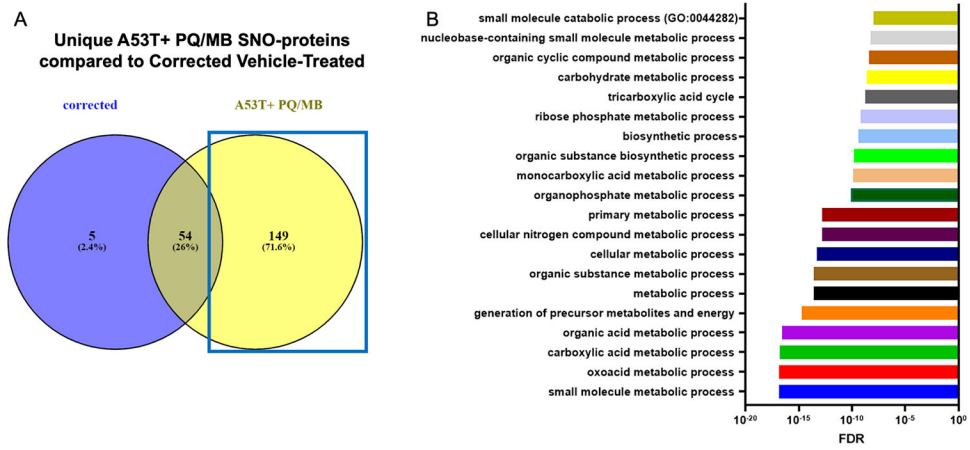 A
Unique A53T+ PQ/MB SNO-proteins
compared to Corrected Vehicle-Treated
corrected
A53T+ PQ/MB
5
(2.4%)
54
(26%)
149
(71.6%)
B
small molecule catabolic process (GO:0044282)
nucleobase-containing small molecule metabolic process
organic cyclic compound metabolic process
carbohydrate metabolic process
tricarboxylic acid cycle
ribose phosphate metabolic process
biosynthetic process
organic substance biosynthetic process
monocarboxylic acid metabolic process
organophosphate metabolic process
primary metabolic process
cellular nitrogen compound metabolic process
cellular metabolic process
organic substance metabolic process
metabolic process
generation of precursor metabolites and energy
organic acid metabolic process
carboxylic acid metabolic process
oxoacid metabolic process
small molecule metabolic process
10⁻²⁰ 10⁻¹⁵ 10⁻¹⁰ 10⁻⁵ 10⁰
FDR